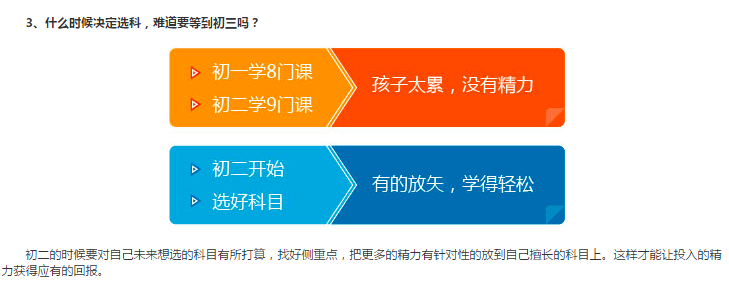 3、什么时候决定选科，难道要等到初三吗？
初一学8门课
初二学9门课
孩子太累，没有精力
初二开始
选好科目
有的放矢，学得轻松
初二的时候要对自己未来想选的科目有所打算，找好侧重点，把更多的精力有针对性的放到自己擅长的科目上。这样才能让投入的精
力获得应有的回报。